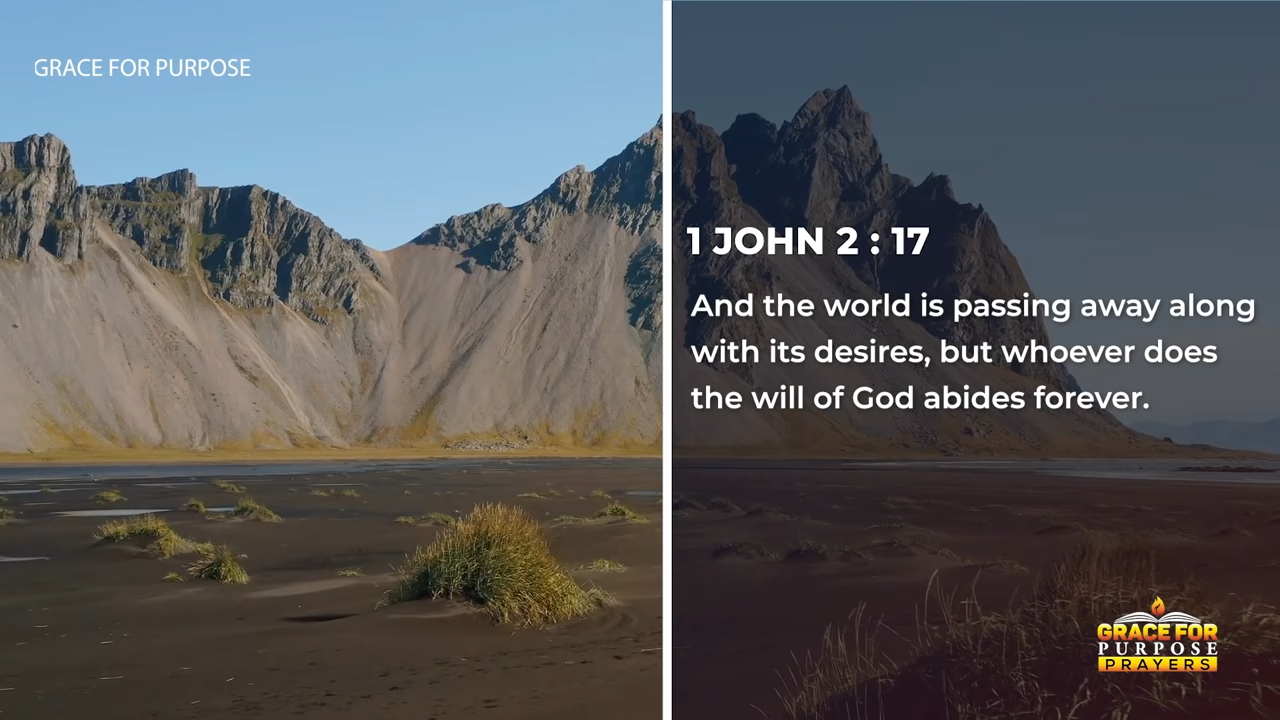 GRACE FOR PURPOSE
1 JOHN 2 : 17
And the world is passing away along
with its desires, but whoever does
the will of God abides forever.
GRACE FOR
PURPOSE
PRAYERS